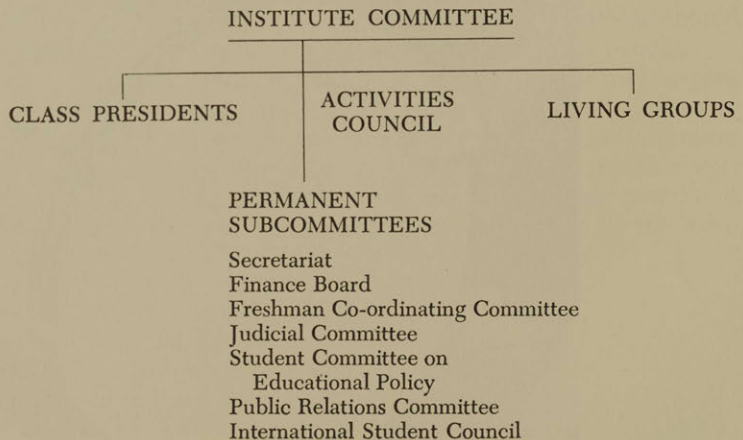 INSTITUTE COMMITTEE
CLASS PRESIDENTS
ACTIVITIES
COUNCIL
LIVING GROUPS
PERMANENT
SUBCOMMITTEES
Secretariat
Finance Board
Freshman Co-ordinating Committee
Judicial Committee
Student Committee on
Educational Policy
Public Relations Committee
International Student Council